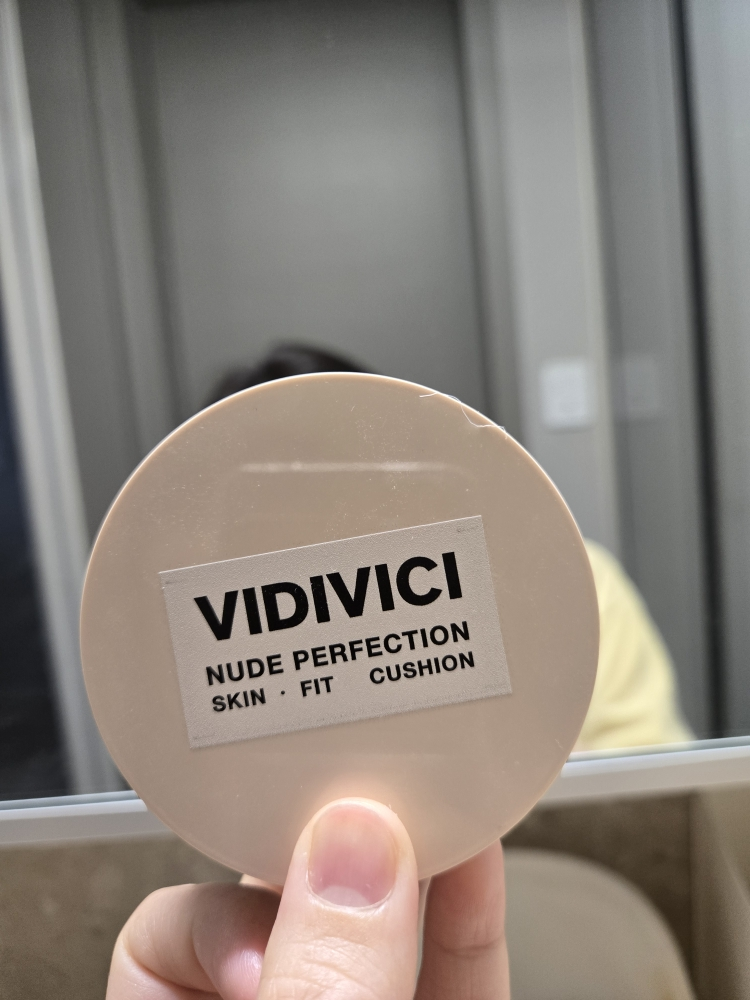 VIDIVICI
NUDE PERFECTION
SKIN · FIT CUSHION